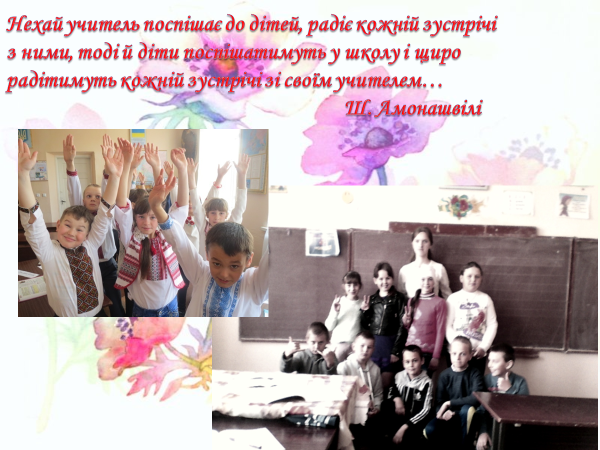 Нехай учитель поспішає до дітей, радіє кожній зустрічі
з ними, тоді й діти поспішатимуть у школу і щиро
радітимуть кожній зустрічі зі своїм учителем…
Ш. Амонашвілі